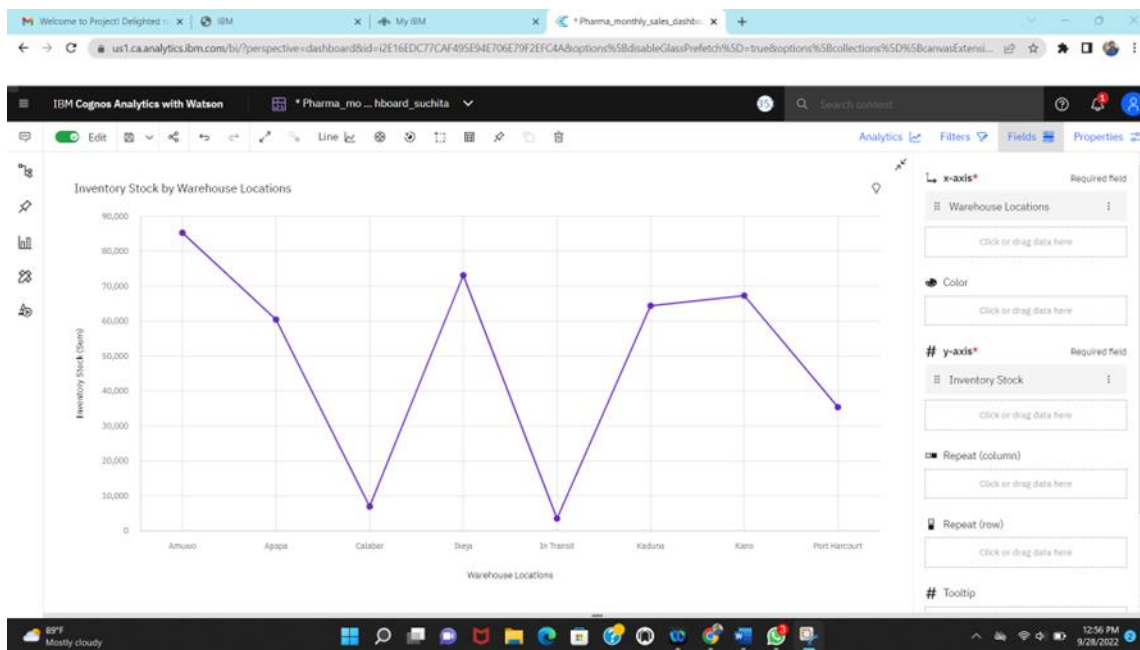 Welcome to Project! Delighted t
IBM
My IBM
* Pharma_monthly_sales_dashbo
us1.ca.analytics.ibm.com/bi/?perspective=dashboard&id=i2E16EDC77CAF495E94E706E79F2EFC4A&options%5BdisableGlassPrefetch%5D=true&options%5Bcollections%5D%5BcanvasExtensi...
IBM Cognos Analytics with Watson
* Pharma_mo ... hboard_suchita
15
Search content
Edit
Line
Analytics
Filters
Fields
Properties
Inventory Stock by Warehouse Locations
90,000
80,000
70,000
60,000
50,000
40,000
30,000
20,000
10,000
0
Inventory Stock (Sum)
Amuwo
Apapa
Calabar
Ikeja
In Transit
Kaduna
Kano
Port Harcourt
Warehouse Locations
x-axis*
Required field
Warehouse Locations
Click or drag data here
Color
Click or drag data here
# y-axis*
Required field
Inventory Stock
Click or drag data here
Repeat (column)
Click or drag data here
Repeat (row)
Click or drag data here
# Tooltip
89°F
Mostly cloudy
12:56 PM
9/28/2022